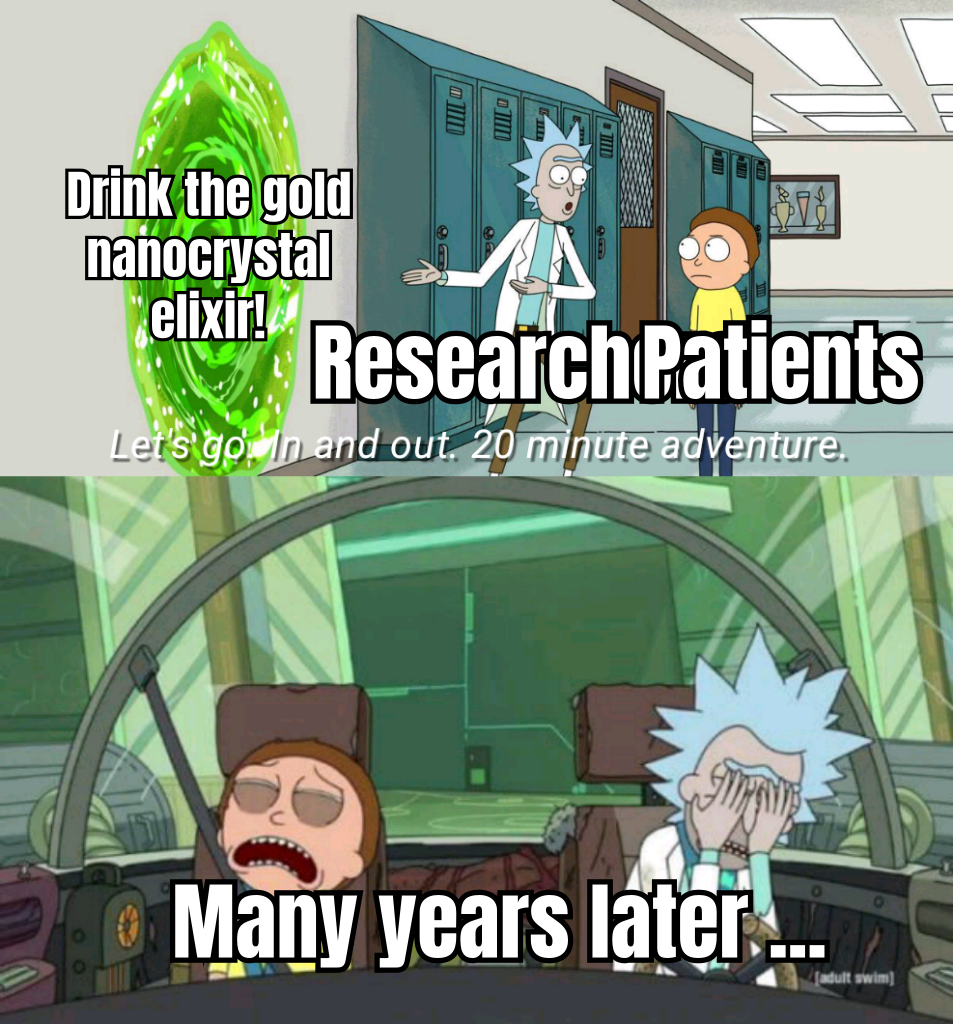 Drink the gold
nanocrystal
elixir!
Research Patients
Let's go. In and out. 20 minute adventure.
Many years later ...
[adult swim]